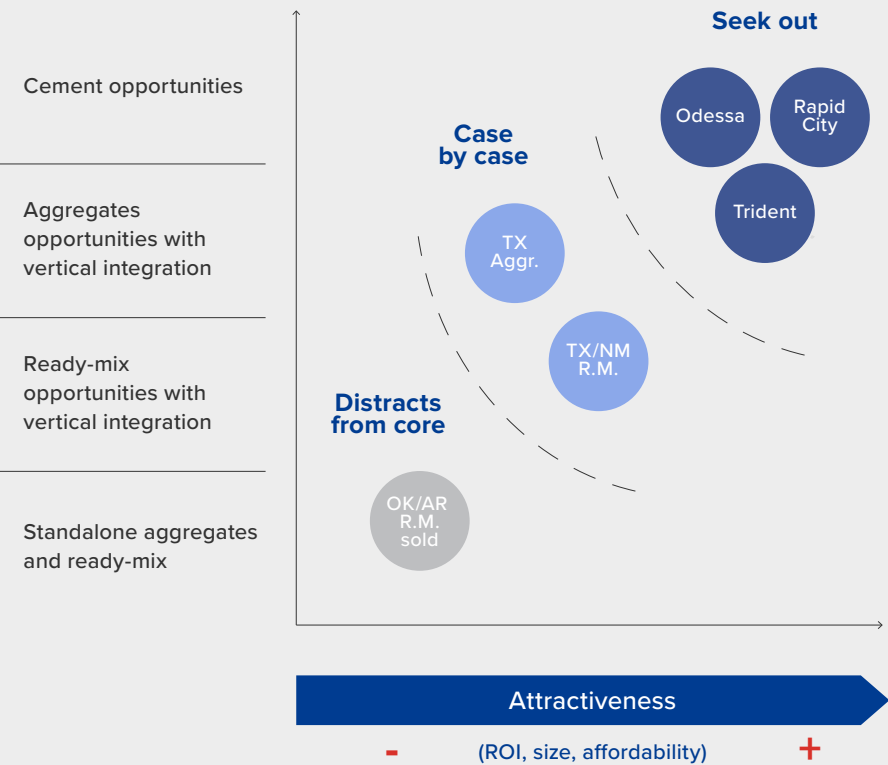 Seek out
Cement opportunities
Odessa
Rapid
City
Case
by case
Aggregates
opportunities with
vertical integration
TX
Aggr.
Trident
Ready-mix
opportunities with
vertical integration
TX/NM
R.M.
Distracts
from core
Standalone aggregates
and ready-mix
OK/AR
R.M.
sold
Attractiveness
- (ROI, size, affordability) +